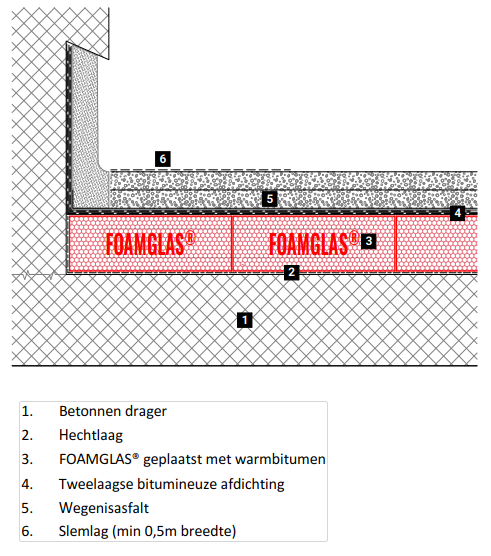 6
5
4
FOAMGLAS® FOAMGLAS® 3
2
1
1. Betonnen drager
2. Hechtlaag
3. FOAMGLAS® geplaatst met warmbitumen
4. Tweelaagse bitumineuze afdichting
5. Wegenisasfalt
6. Slemlag (min 0,5m breedte)